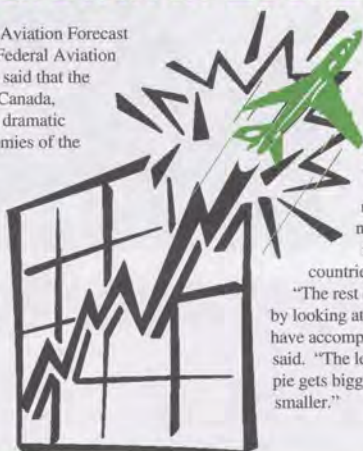 Aviation Forecast
Federal Aviation
said that the
Canada,
dramatic
mies of the
countrie
"The rest
by looking at
have accomp
said. "The le
pie gets bigg
smaller."